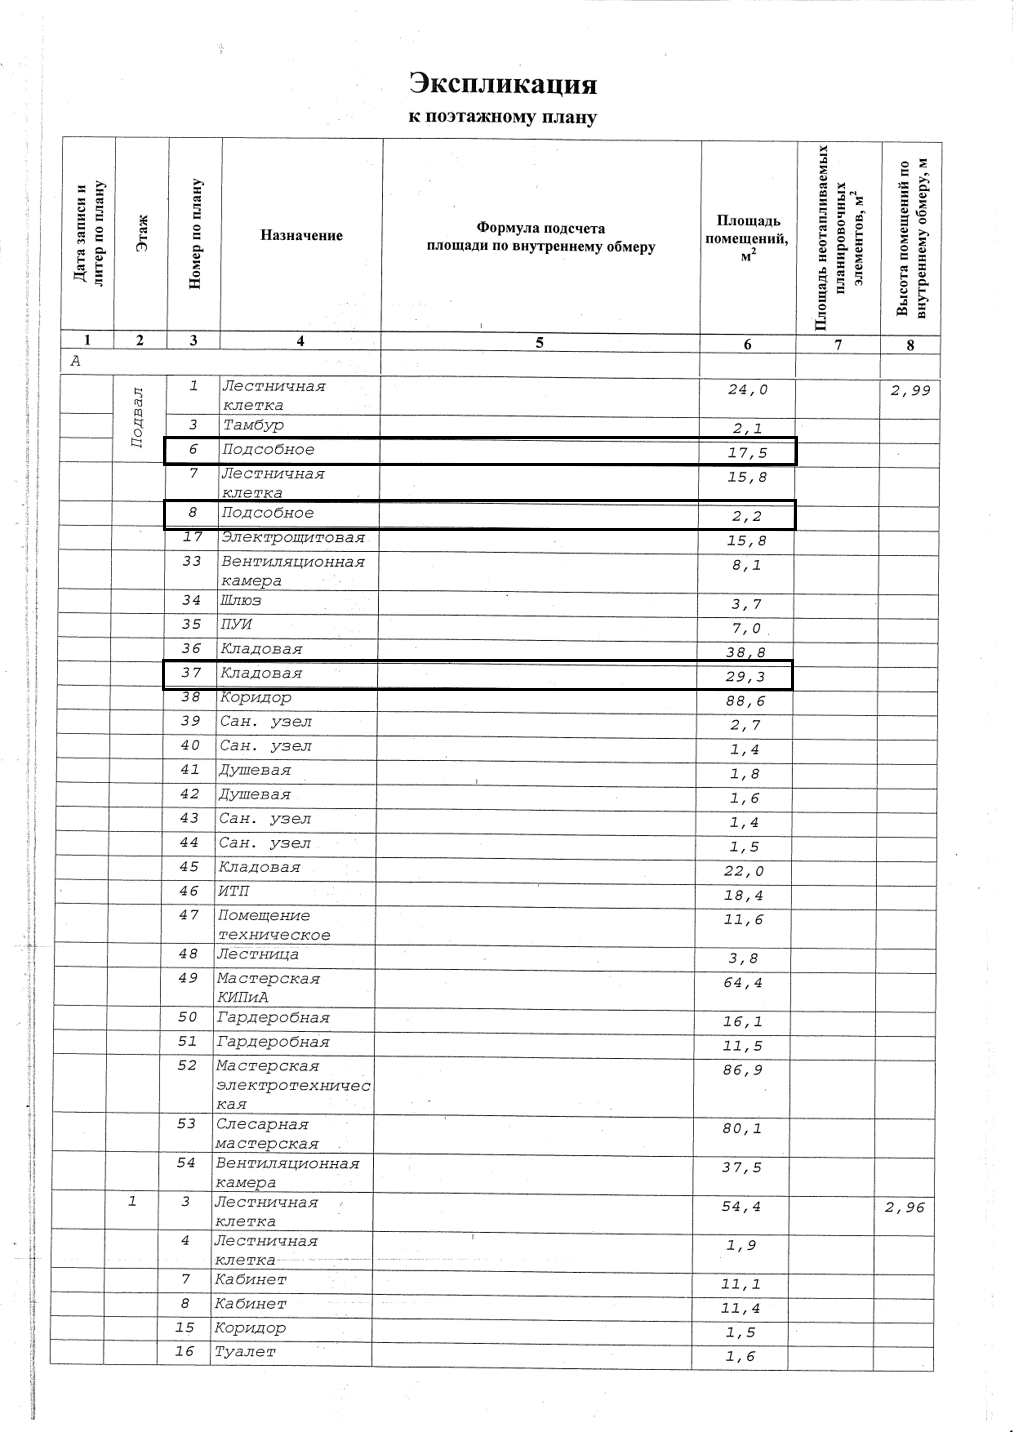 Экспликация
к поэтажному плану
Дата записи и литер по плану
Этаж
Номер по плану
Назначение
Формула подсчета
площади по внутреннему обмеру
Площадь
помещений,
м²
Площадь неотапливаемых планировочных элементов, м²
Высота помещений по внутреннему обмеру, м
1 2 3 4 5 6 7 8
А
Подвал
1 Лестничная 24,0 2,99
клетка
3 Тамбур 2,1
6 Подсобное 17,5
7 Лестничная 15,8
клетка
8 Подсобное 2,2
17 Электрощитовая 15,8
33 Вентиляционная 8,1
камера
34 Шлюз 3,7
35 ПУИ 7,0
36 Кладовая 38,8
37 Кладовая 29,3
38 Коридор 88,6
39 Сан. узел 2,7
40 Сан. узел 1,4
41 Душевая 1,8
42 Душевая 1,6
43 Сан. узел 1,4
44 Сан. узел 1,5
45 Кладовая 22,0
46 ИТП 18,4
47 Помещение 11,6
техническое
48 Лестница 3,8
49 Мастерская 64,4
КИПиА
50 Гардеробная 16,1
51 Гардеробная 11,5
52 Мастерская 86,9
электротехничес
кая
53 Слесарная 80,1
мастерская
54 Вентиляционная 37,5
камера
1 3 Лестничная 54,4 2,96
клетка
4 Лестничная 1,9
клетка
7 Кабинет 11,1
8 Кабинет 11,4
15 Коридор 1,5
16 Туалет 1,6